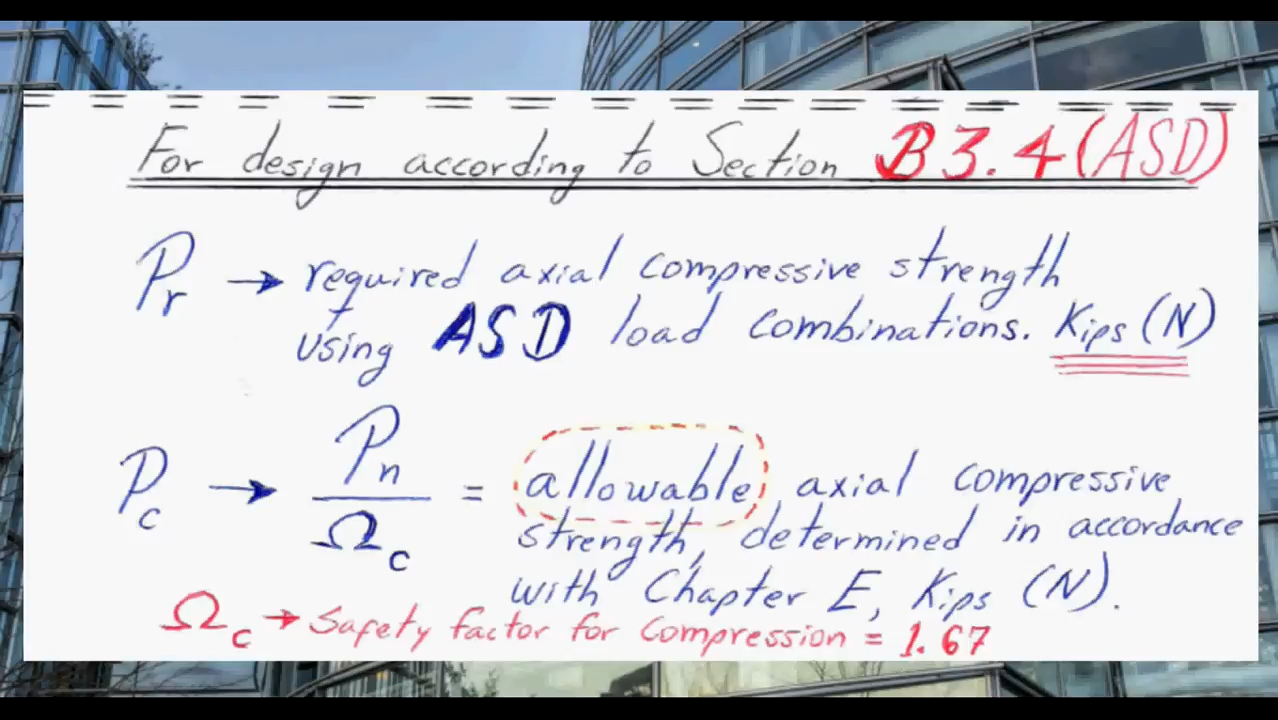 For design according to Section B3.4 (ASD)
Pr → required axial compressive strength
using ASD load combinations. Kips (N)
Pc → Pn / Ωc = allowable axial compressive
strength, determined in accordance
with Chapter E, Kips (N).
Ωc → Safety factor for Compression = 1.67